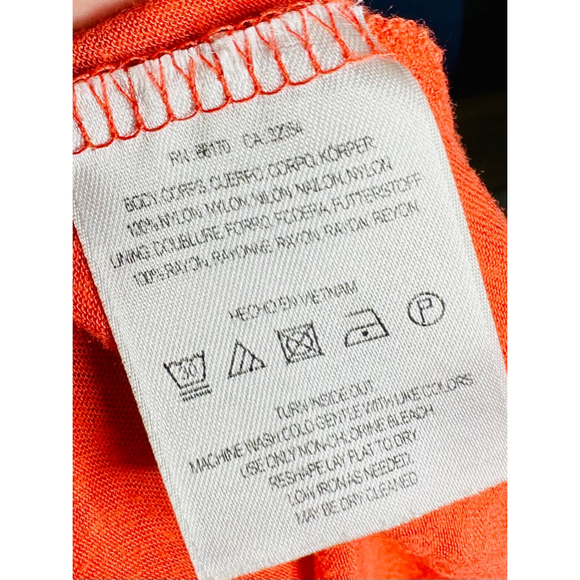 RN: 66170 CA: 32054
BODY, CORPS, CUERPO, CORPO, KÖRPER
100% NYLON, NYLON, NILON, NAILON, NYLON
LINING, DOUBLURE, FORRO, FODERA, FUTTERSTOFF
100% RAYON, RAYONNE, RAYON, RAYON, REYON
HECHO EN VIETNAM
30 P
TURN INSIDE OUT
MACHINE WASH COLD GENTLE WITH LIKE COLORS
USE ONLY NON-CHLORINE BLEACH
RESHAPE LAY FLAT TO DRY
LOW IRON AS NEEDED.
MAY BE DRY CLEANED